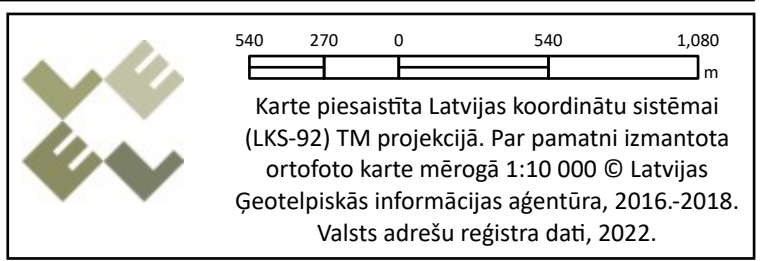 540 270 0 540 1,080
m
Karte piesaistīta Latvijas koordinātu sistēmai
(LKS-92) TM projekcijā. Par pamatni izmantota
ortofoto karte mērogā 1:10 000 © Latvijas
Ģeotelpiskās informācijas aģentūra, 2016.-2018.
Valsts adrešu reģistra dati, 2022.